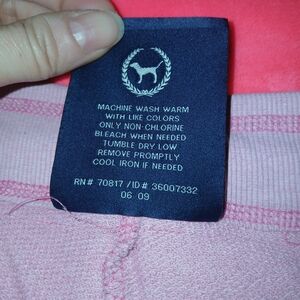 MACHINE WASH WARM
WITH LIKE COLORS
ONLY NON-CHLORINE
BLEACH WHEN NEEDED
TUMBLE DRY LOW
REMOVE PROMPTLY
COOL IRON IF NEEDED
RN# 70817 /ID# 36007332
06 09